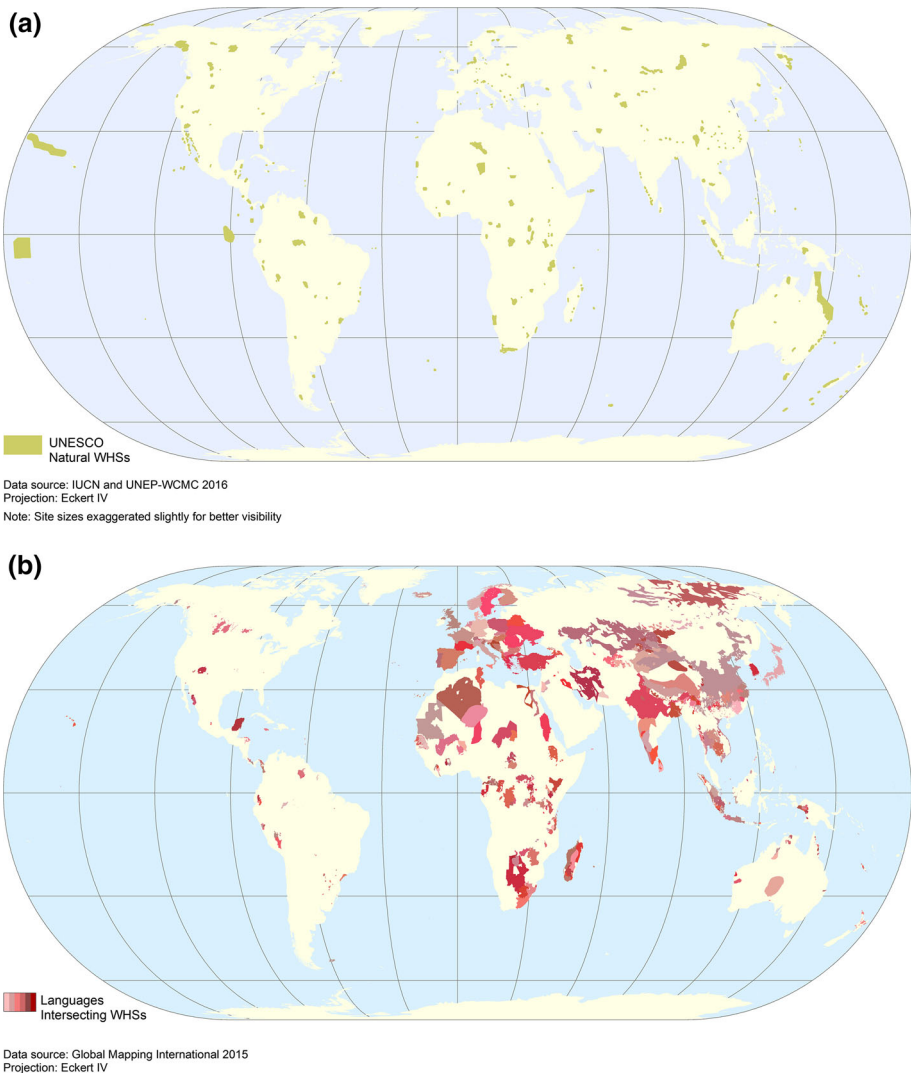 (a)
UNESCO
Natural WHSs
Data source: IUCN and UNEP-WCMC 2016
Projection: Eckert IV
Note: Site sizes exaggerated slightly for better visibility
(b)
Languages
Intersecting WHSs
Data source: Global Mapping International 2015
Projection: Eckert IV